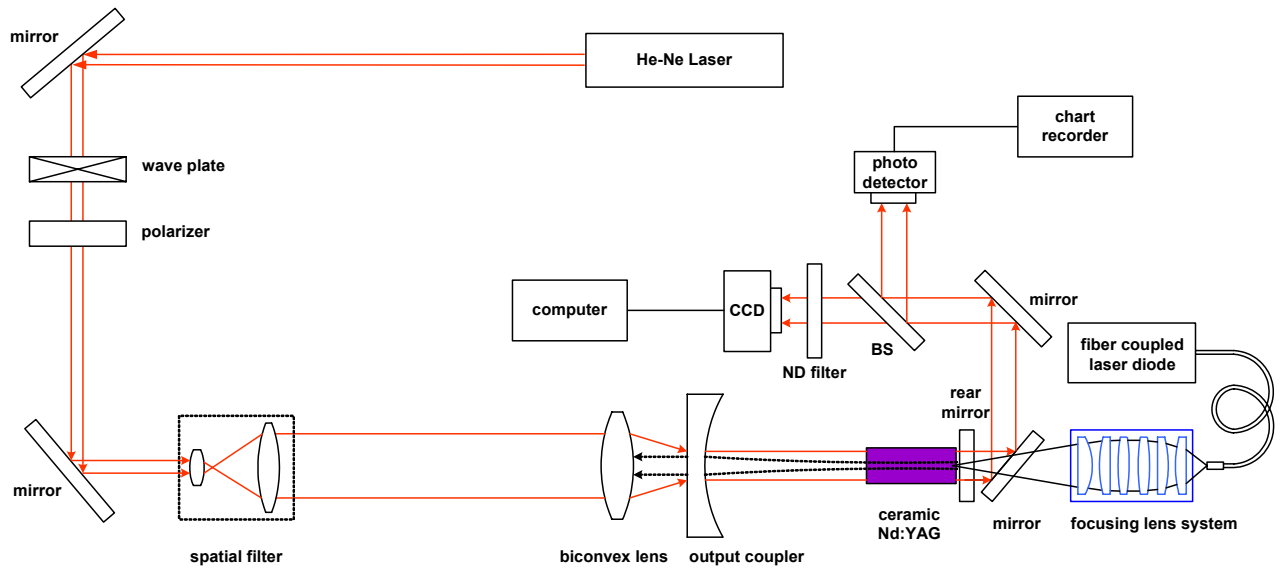 mirror
He-Ne Laser
chart
recorder
wave plate
photo
detector
polarizer
computer
CCD
mirror
BS
ND filter
fiber coupled
laser diode
rear
mirror
mirror
ceramic
Nd:YAG
mirror
focusing lens system
spatial filter
biconvex lens
output coupler